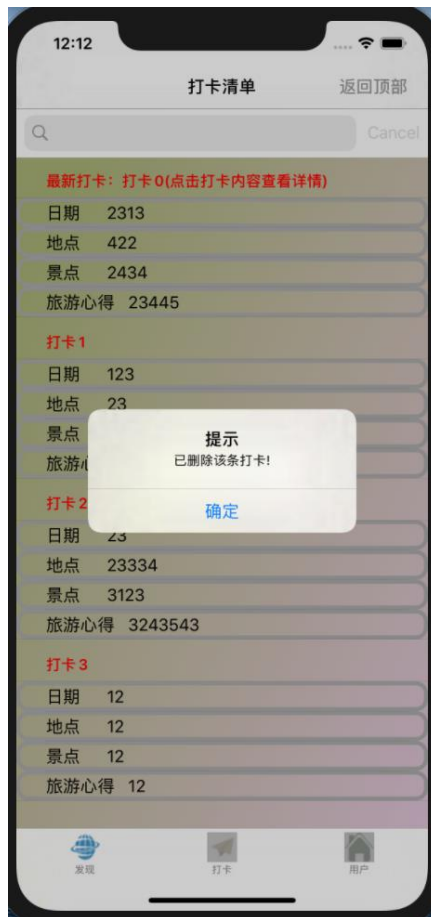 12:12
打卡清单 返回顶部
Cancel
最新打卡：打卡0(点击打卡内容查看详情)
日期 2313
地点 422
景点 2434
旅游心得 23445
打卡1
日期 123
地点 23
景点
旅游
提示
已删除该条打卡!
确定
打卡2
日期 23
地点 23334
景点 3123
旅游心得 3243543
打卡3
日期 12
地点 12
景点 12
旅游心得 12
发现 打卡 用户